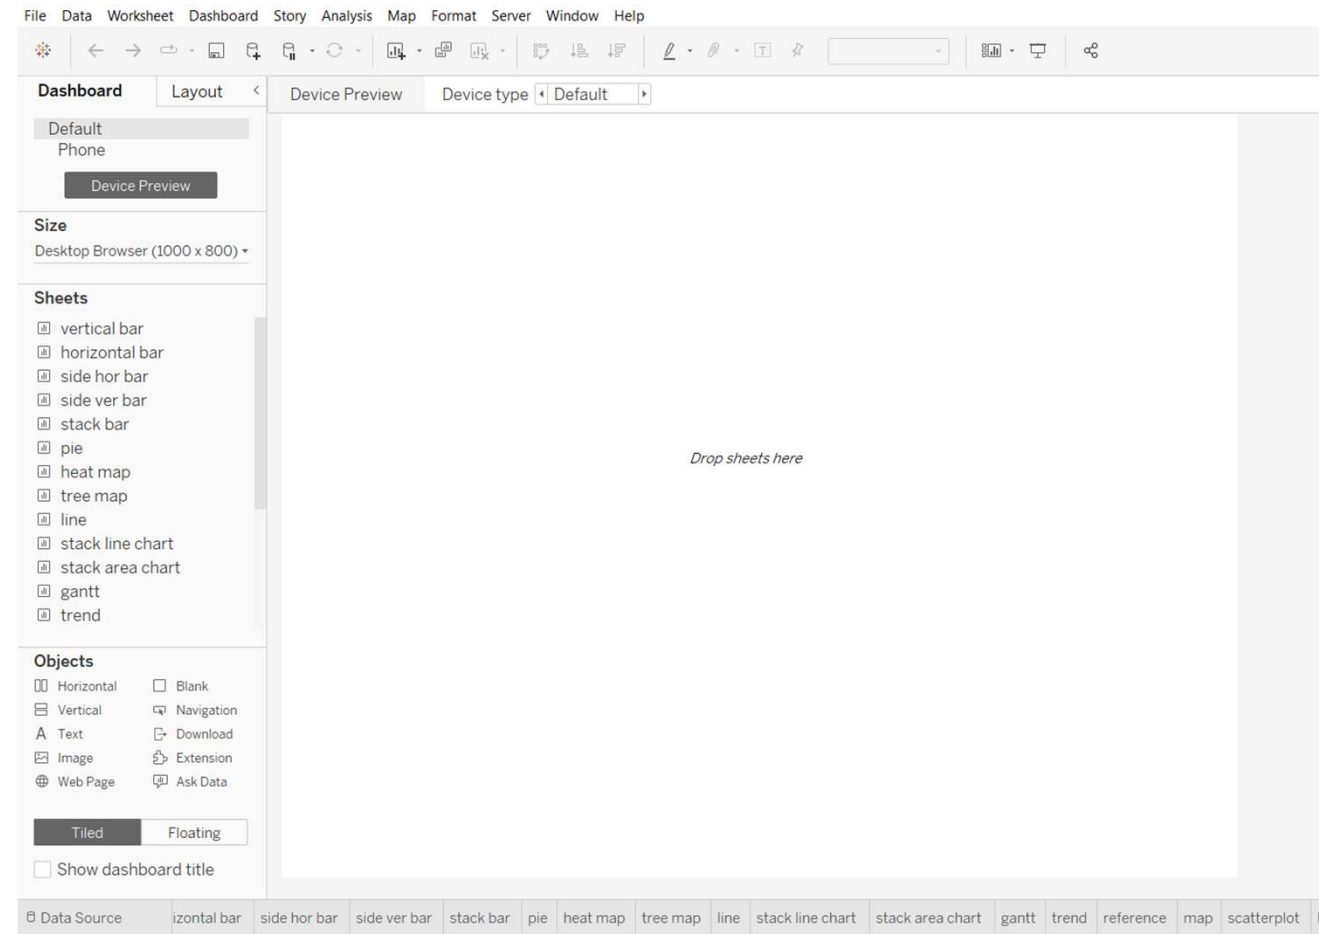 File Data Worksheet Dashboard Story Analysis Map Format Server Window Help
Dashboard Layout
Device Preview Device type Default
Default
Phone
Device Preview
Size
Desktop Browser (1000 x 800)
Sheets
vertical bar
horizontal bar
side hor bar
side ver bar
stack bar
pie
heat map
tree map
line
stack line chart
stack area chart
gantt
trend
Drop sheets here
Objects
Horizontal Blank
Vertical Navigation
A Text Download
Image Extension
Web Page Ask Data
Tiled Floating
Show dashboard title
Data Source izontal bar side hor bar side ver bar stack bar pie heat map tree map line stack line chart stack area chart gantt trend reference map scatterplot